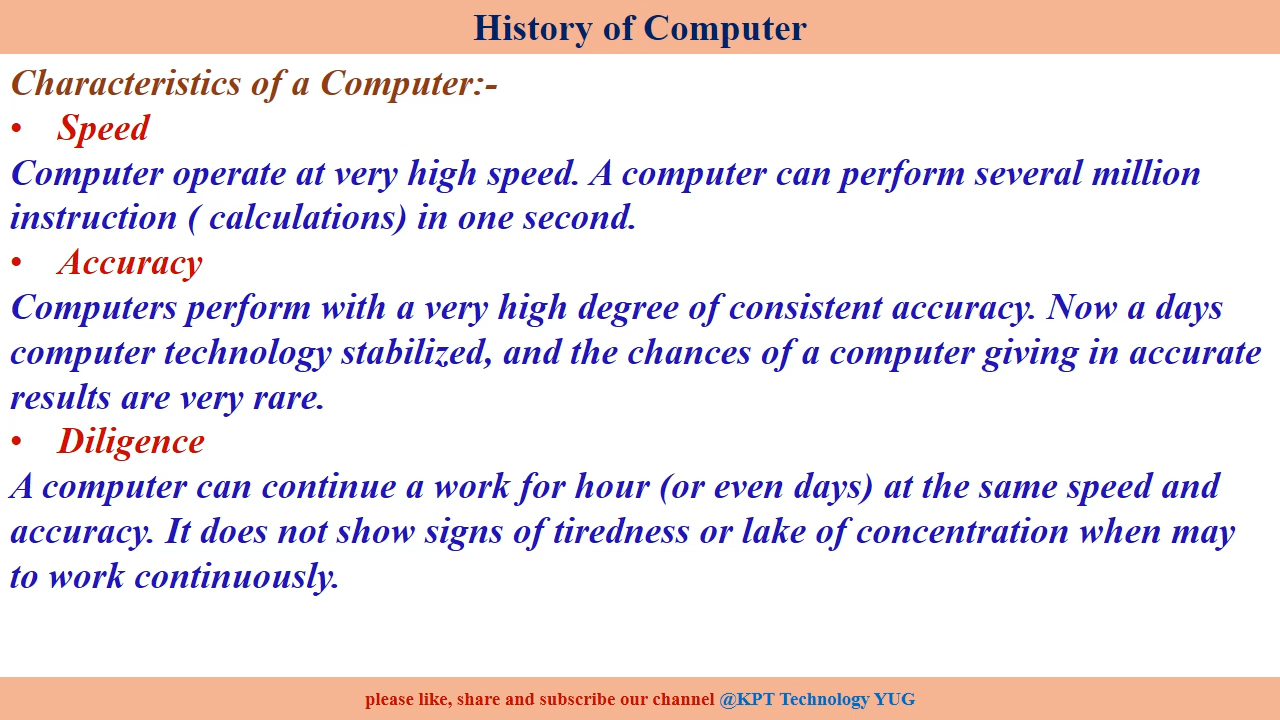 History of Computer
Characteristics of a Computer:-
• Speed
Computer operate at very high speed. A computer can perform several million
instruction ( calculations) in one second.
• Accuracy
Computers perform with a very high degree of consistent accuracy. Now a days
computer technology stabilized, and the chances of a computer giving in accurate
results are very rare.
• Diligence
A computer can continue a work for hour (or even days) at the same speed and
accuracy. It does not show signs of tiredness or lake of concentration when may
to work continuously.
please like, share and subscribe our channel @KPT Technology YUG